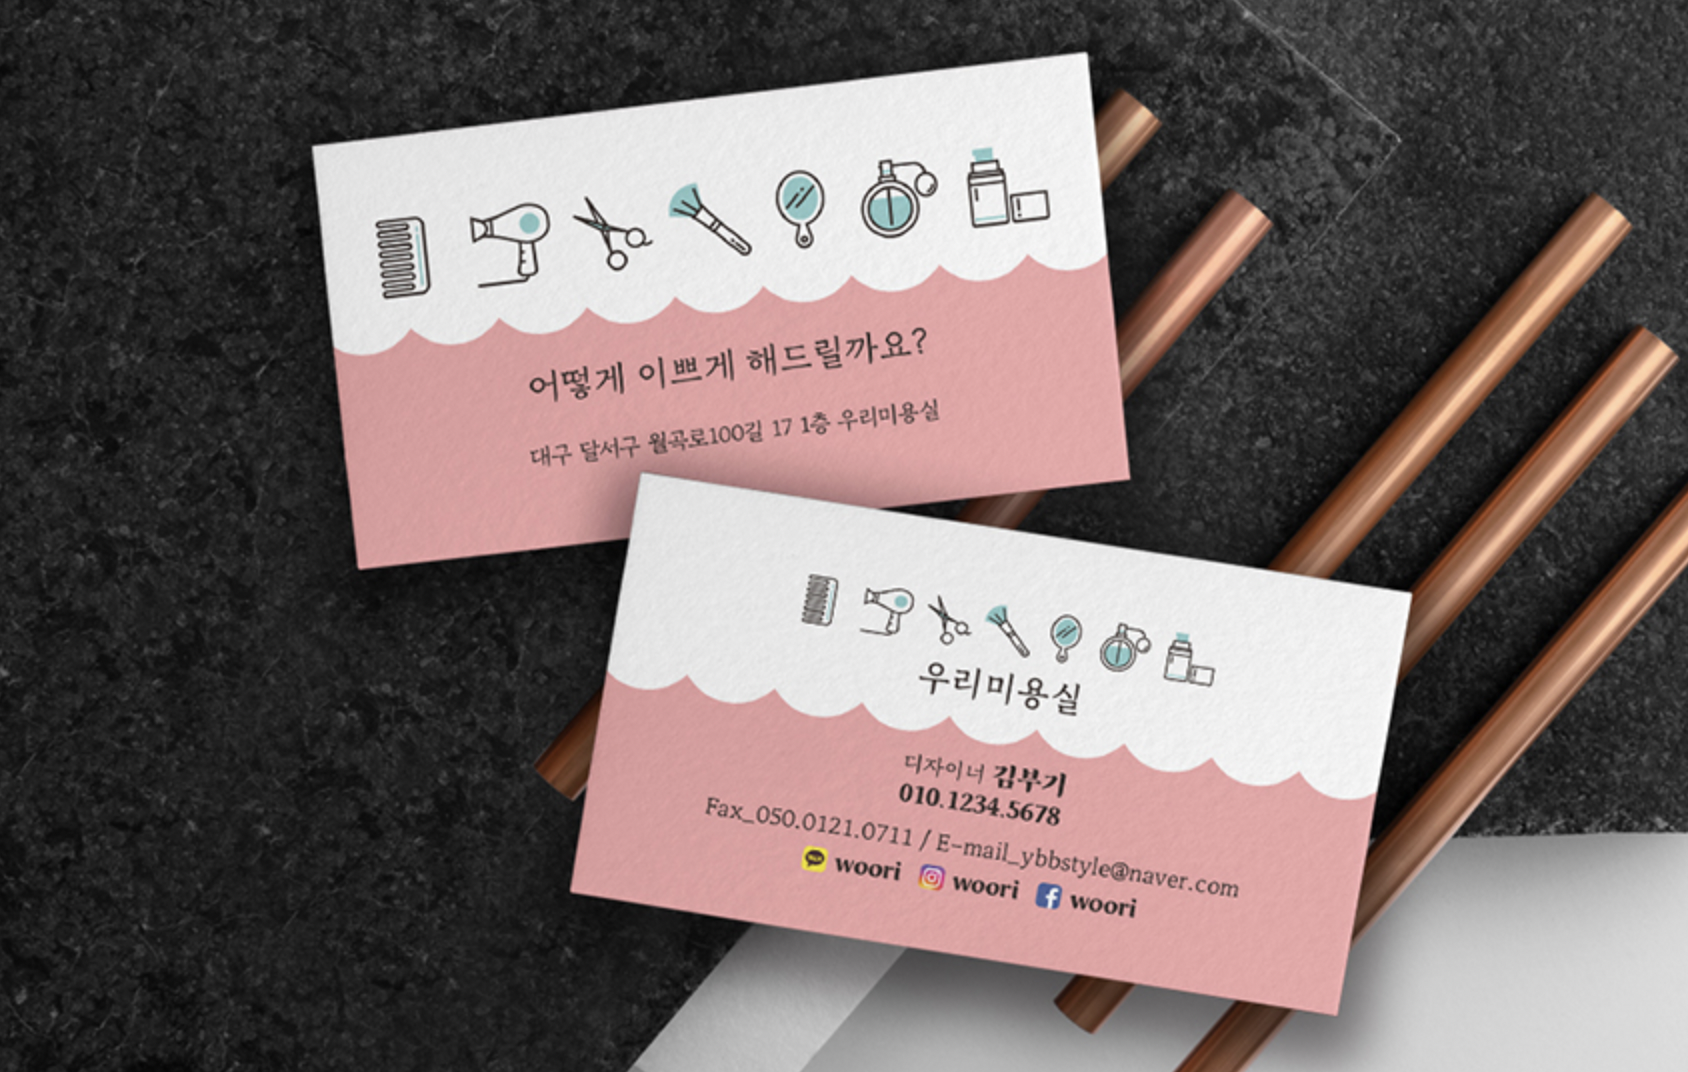 어떻게 이쁘게 해드릴까요?
대구 달서구 월곡로100길 17 1층 우리미용실
우리미용실
디자이너 김부기
010.1234.5678
Fax_050.0121.0711 / E-mail_ybbstyle@naver.com
TALK woori woori f woori